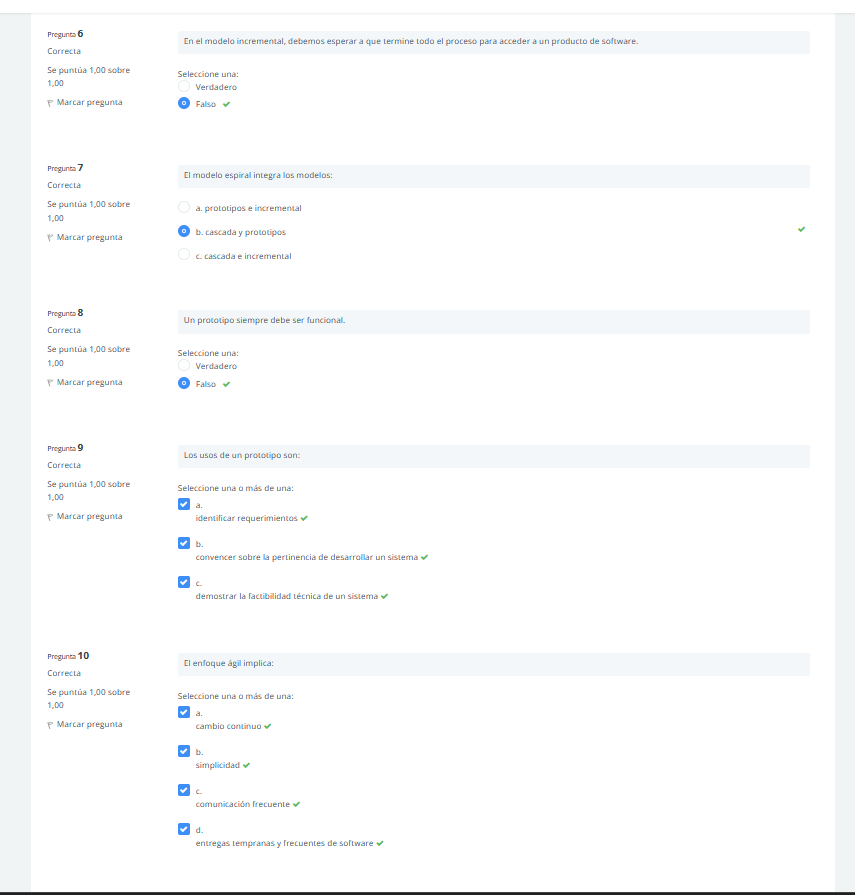 Pregunta 6
Correcta
Se puntúa 1,00 sobre
1,00
Marcar pregunta
En el modelo incremental, debemos esperar a que termine todo el proceso para acceder a un producto de software.
Seleccione una:
Verdadero
Falso
Pregunta 7
Correcta
Se puntúa 1,00 sobre
1,00
Marcar pregunta
El modelo espiral integra los modelos:
a. prototipos e incremental
b. cascada y prototipos
c. cascada e incremental
Pregunta 8
Correcta
Se puntúa 1,00 sobre
1,00
Marcar pregunta
Un prototipo siempre debe ser funcional.
Seleccione una:
Verdadero
Falso
Pregunta 9
Correcta
Se puntúa 1,00 sobre
1,00
Marcar pregunta
Los usos de un prototipo son:
Seleccione una o más de una:
a.
identificar requerimientos
b.
convencer sobre la pertinencia de desarrollar un sistema
c.
demostrar la factibilidad técnica de un sistema
Pregunta 10
Correcta
Se puntúa 1,00 sobre
1,00
Marcar pregunta
El enfoque ágil implica:
Seleccione una o más de una:
a.
cambio continuo
b.
simplicidad
c.
comunicación frecuente
d.
entregas tempranas y frecuentes de software